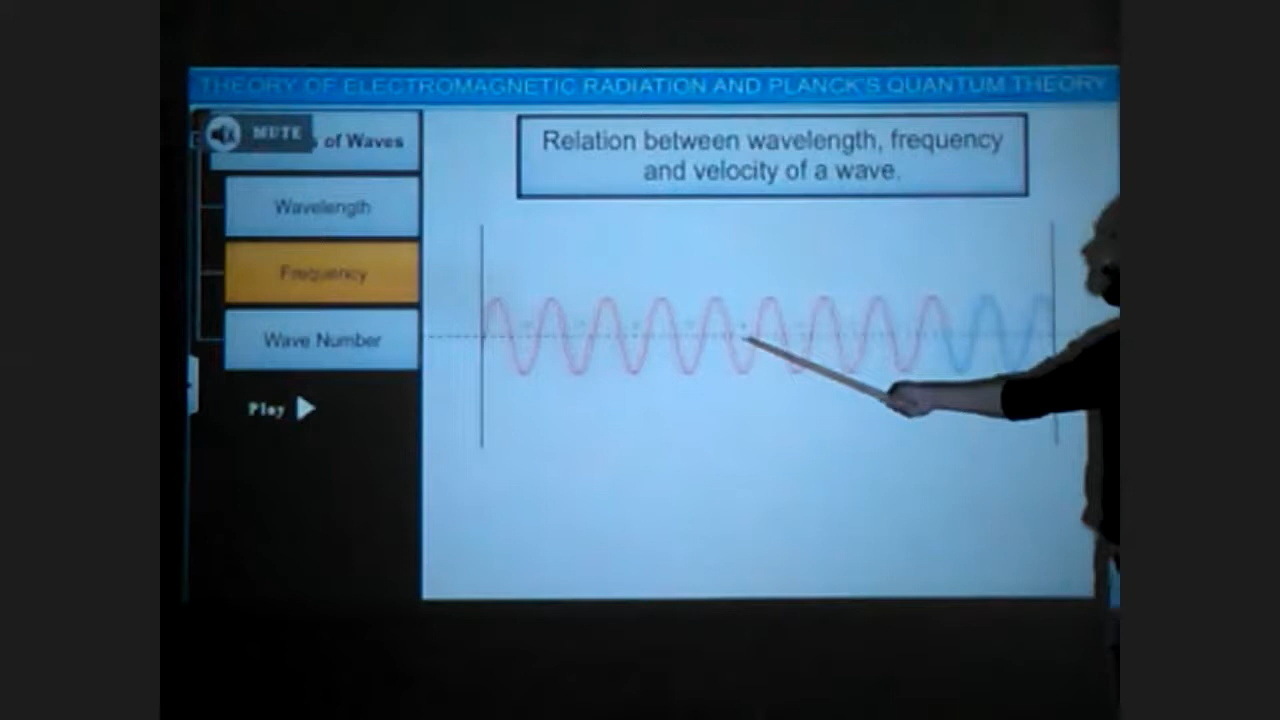 THEORY OF ELECTROMAGNETIC RADIATION AND PLANCK'S QUANTUM THEORY
MUTE
of Waves
Relation between wavelength, frequency
and velocity of a wave.
Wavelength
Frequency
Wave Number
Play